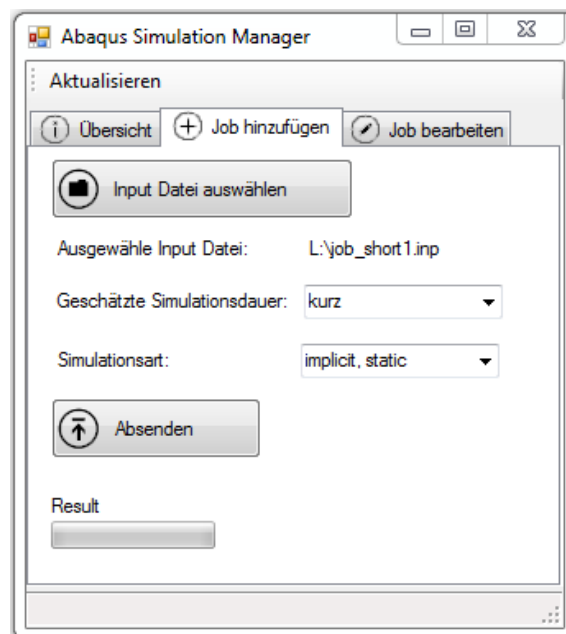 Abaqus Simulation Manager
Aktualisieren
Übersicht Job hinzufügen Job bearbeiten
Input Datei auswählen
Ausgewähle Input Datei: L:\job_short1.inp
Geschätzte Simulationsdauer: kurz
Simulationsart: implicit, static
Absenden
Result